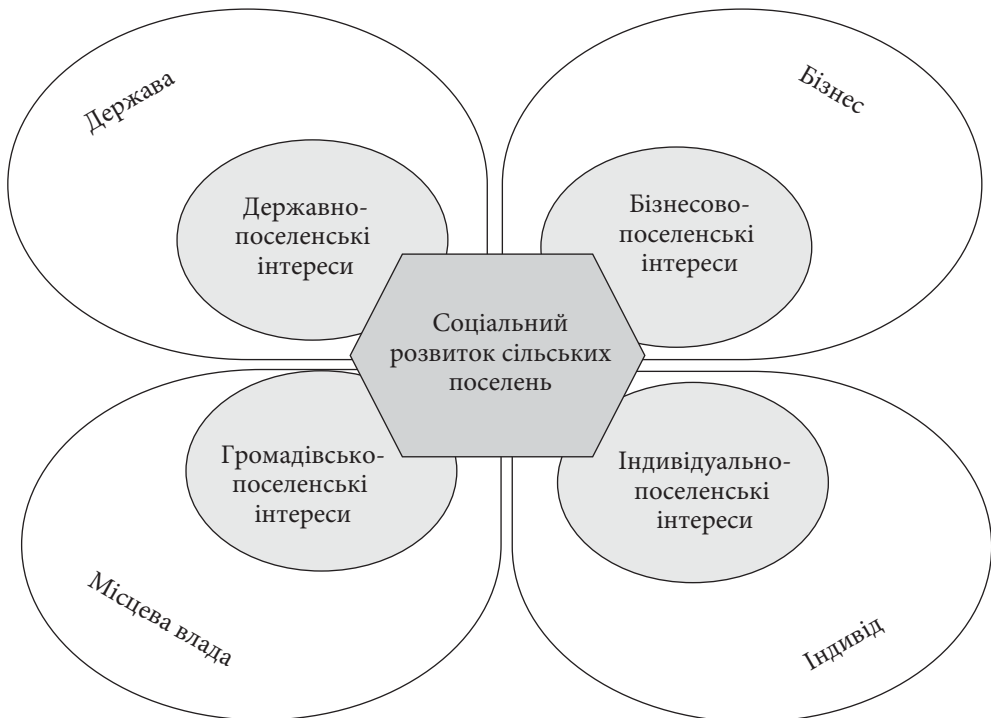 Держава
Бізнес
Державно-
поселенські
інтереси
Бізнесово-
поселенські
інтереси
Соціальний
розвиток сільських
поселень
Громадівсько-
поселенські
інтереси
Індивідуально-
поселенські
інтереси
Місцева влада
Індивід